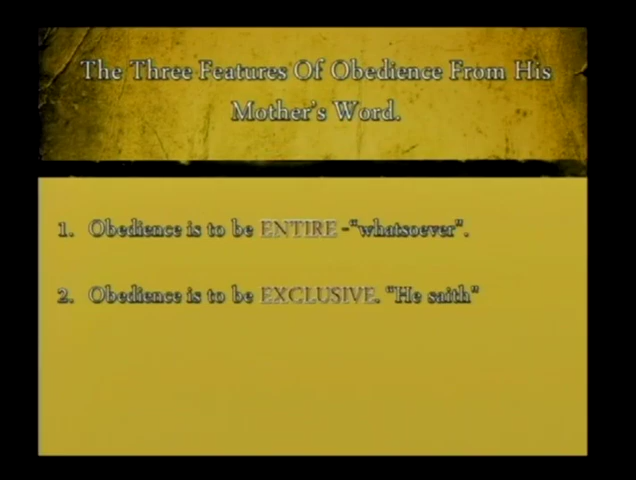 The Three Features Of Obedience From His
Mother's Word.
1. Obedience is to be ENTIRE -"whatsoever".
2. Obedience is to be EXCLUSIVE. "He saith"